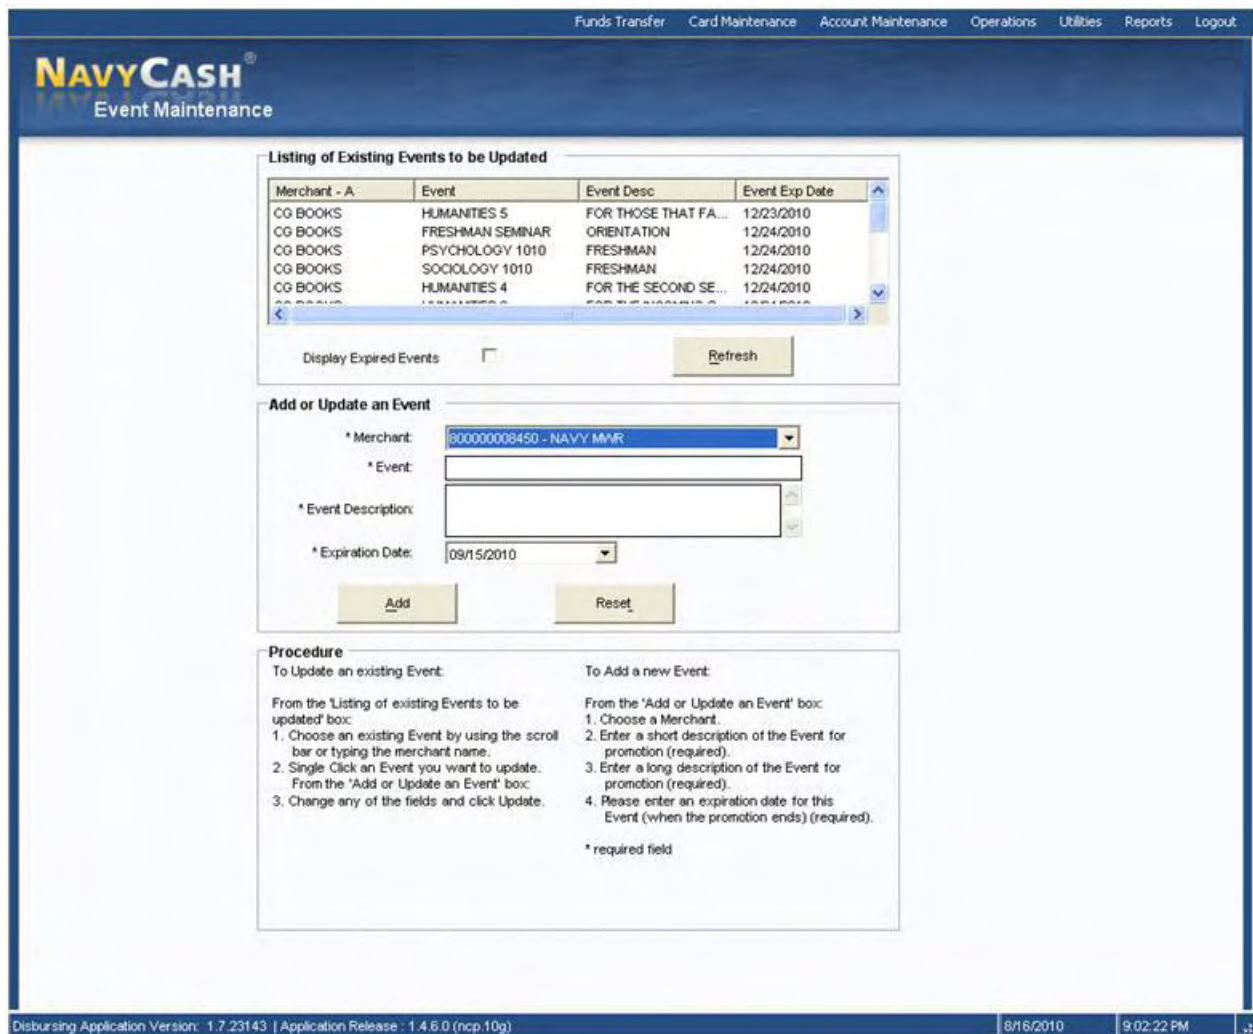 Funds Transfer Card Maintenance Account Maintenance Operations Utilities Reports Logout
NAVYCASH®
Event Maintenance
Listing of Existing Events to be Updated
Merchant - A Event Event Desc Event Exp Date
CG BOOKS HUMANITIES 5 FOR THOSE THAT FA... 12/23/2010
CG BOOKS FRESHMAN SEMINAR ORIENTATION 12/24/2010
CG BOOKS PSYCHOLOGY 1010 FRESHMAN 12/24/2010
CG BOOKS SOCIOLOGY 1010 FRESHMAN 12/24/2010
CG BOOKS HUMANITIES 4 FOR THE SECOND SE... 12/24/2010
Display Expired Events Refresh
Add or Update an Event
* Merchant: 800000008450 - NAVY MWR
* Event:
* Event Description:
* Expiration Date: 09/15/2010
Add Reset
Procedure
To Update an existing Event:
From the 'Listing of existing Events to be
updated' box:
1. Choose an existing Event by using the scroll
bar or typing the merchant name.
2. Single Click an Event you want to update.
From the 'Add or Update an Event' box:
3. Change any of the fields and click Update.
To Add a new Event:
From the 'Add or Update an Event' box:
1. Choose a Merchant.
2. Enter a short description of the Event for
promotion (required).
3. Enter a long description of the Event for
promotion (required).
4. Please enter an expiration date for this
Event (when the promotion ends) (required).
* required field
Disbursing Application Version: 1.7.23143 | Application Release : 1.4.6.0 (ncp.10g) 8/16/2010 9:02:22 PM